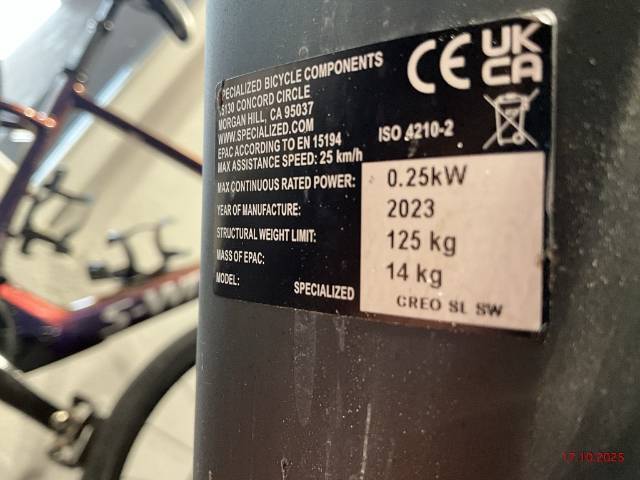 SPECIALIZED BICYCLE COMPONENTS
15130 CONCORD CIRCLE
MORGAN HILL, CA 95037
WWW.SPECIALIZED.COM
EPAC ACCORDING TO EN 15194
MAX ASSISTANCE SPEED: 25 km/h
CE UK CA
ISO 4210-2
MAX CONTINUOUS RATED POWER: 0.25kW
YEAR OF MANUFACTURE: 2023
STRUCTURAL WEIGHT LIMIT: 125 kg
MASS OF EPAC: 14 kg
MODEL: SPECIALIZED CREO SL SW
17.10.2025